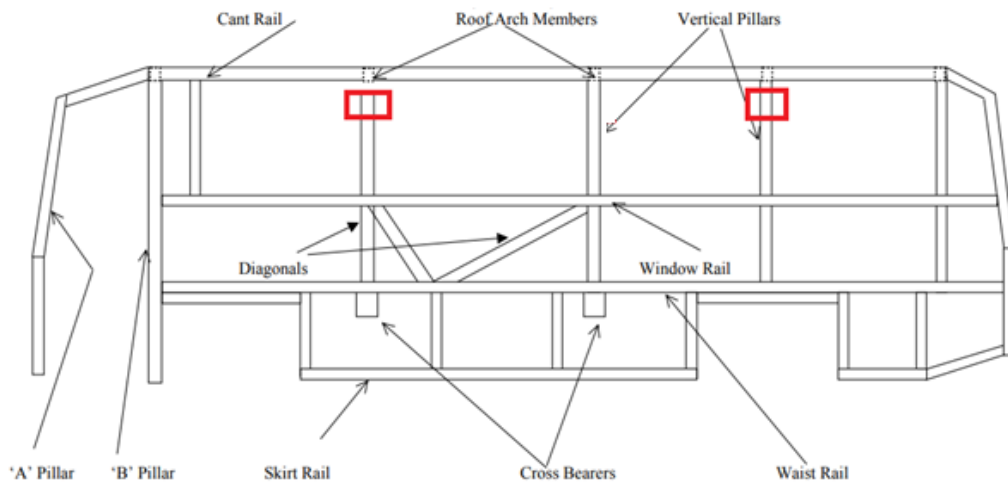 Cant Rail
Roof Arch Members
Vertical Pillars
Diagonals
Window Rail
‘A’ Pillar
‘B’ Pillar
Skirt Rail
Cross Bearers
Waist Rail